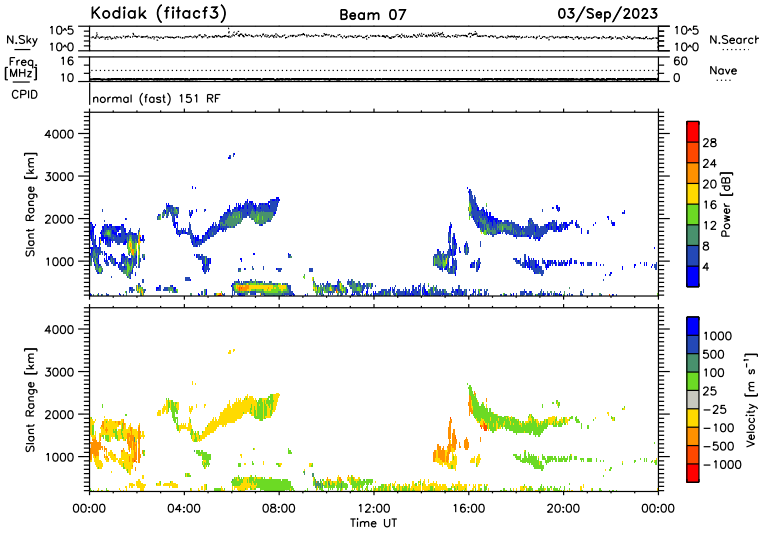 Kodiak (fitacf3) Beam 07 03/Sep/2023
N.Sky 10^5 10^0 10^5 10^0 N.Search
Freq. [MHz] 16 10 60 0 Nave
CPID normal (fast) 151 RF
Slant Range [km] 4000 3000 2000 1000
28 24 20 16 12 8 4 Power [dB]
Slant Range [km] 4000 3000 2000 1000
1000 500 100 25 −25 −100 −500 −1000 Velocity [m s⁻¹]
00:00 04:00 08:00 12:00 16:00 20:00 00:00
Time UT